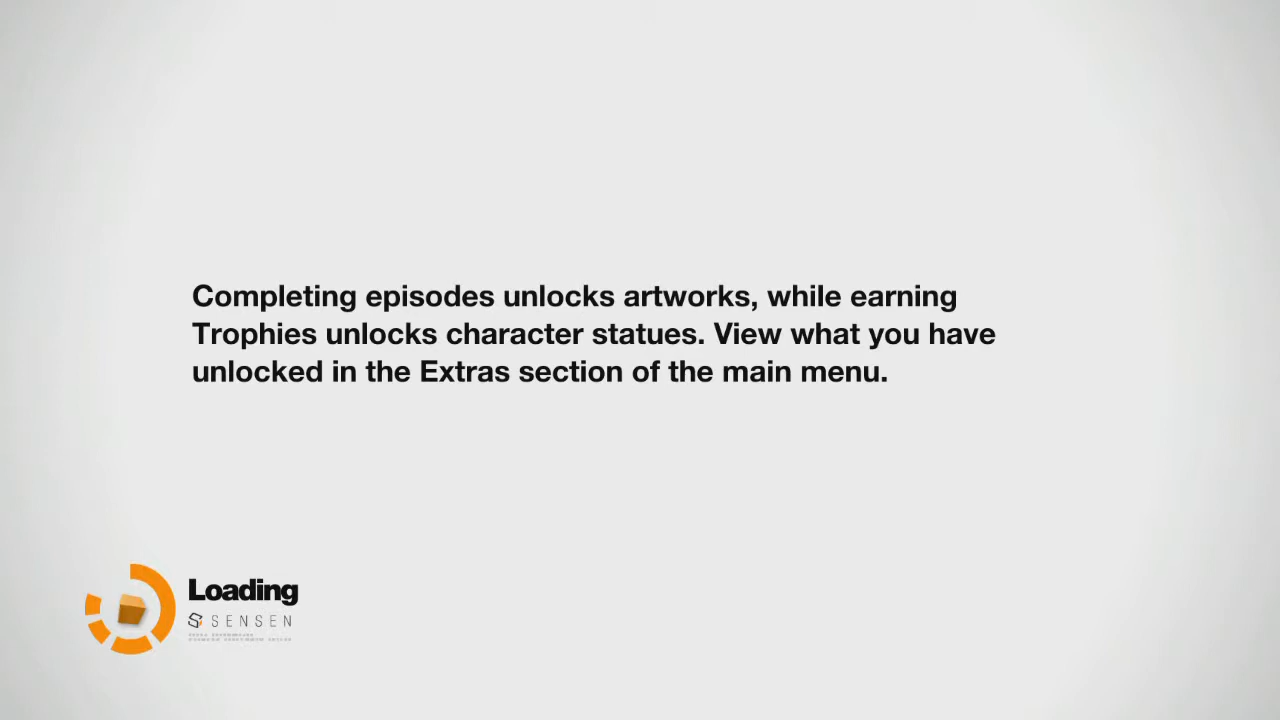 Completing episodes unlocks artworks, while earning
Trophies unlocks character statues. View what you have
unlocked in the Extras section of the main menu.
Loading
SENSEN